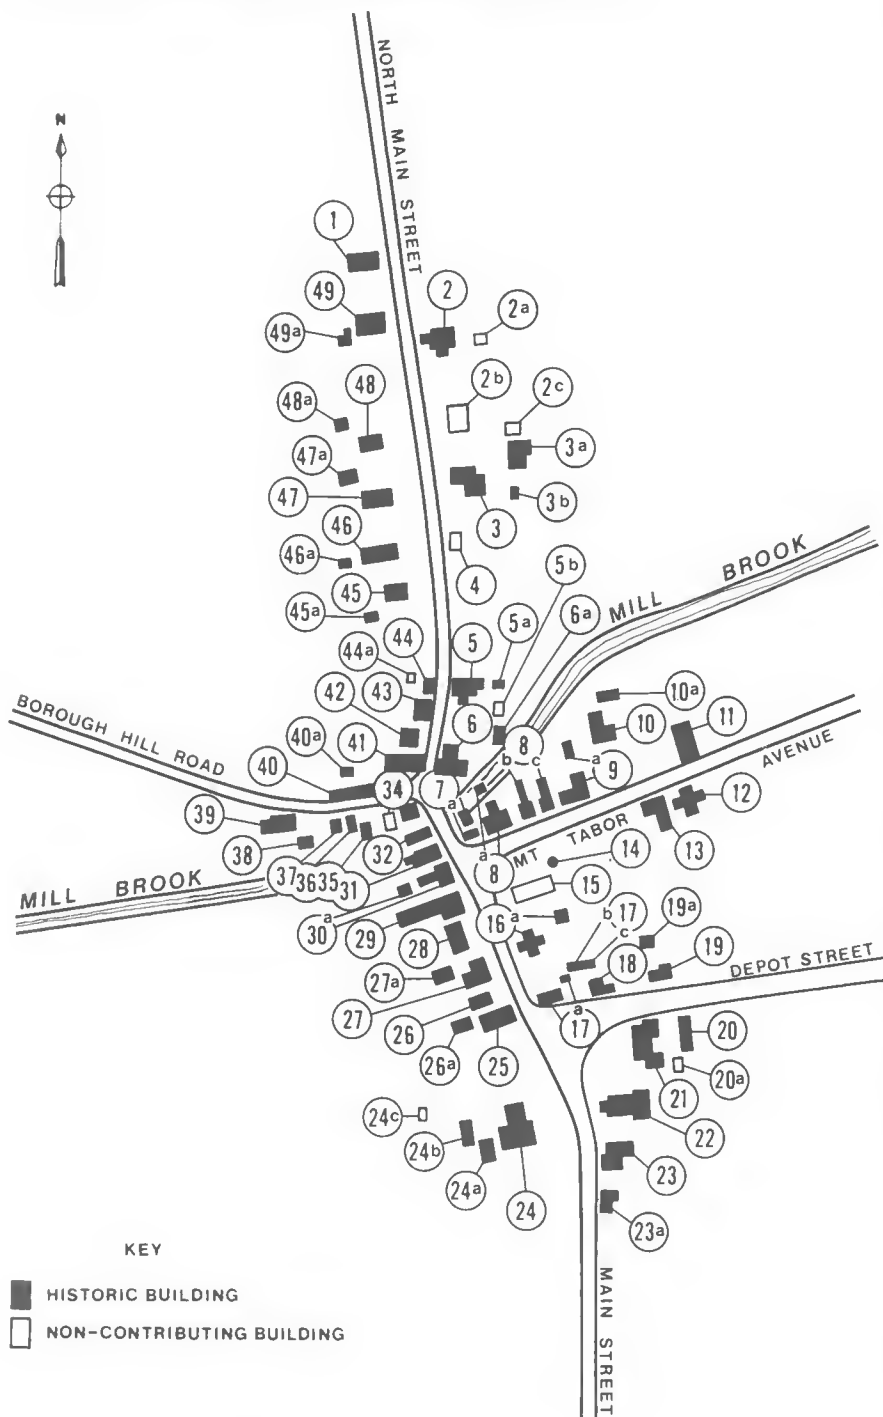 N
NORTH MAIN STREET
1
49
2
2a
49a
2b
2c
48
48a
3a
47a
47
3
3b
46
46a
4
5b
MILL BROOK
45
6a
45a
5a
44
5
44a
10a
42
43
6
10
11
BOROUGH HILL ROAD
40a
41
8
AVENUE
b
c
a
9
40
34
7
12
a
39
32
MT TABOR
13
38
37
36
35
31
a
8
14
MILL BROOK
15
a
30
16
a
b
17
19a
29
c
28
18
19
DEPOT STREET
27a
27
a
17
26
20
26a
25
21
20a
24c
22
24b
24a
24
23
23a
KEY
HISTORIC BUILDING
NON-CONTRIBUTING BUILDING
MAIN STREET